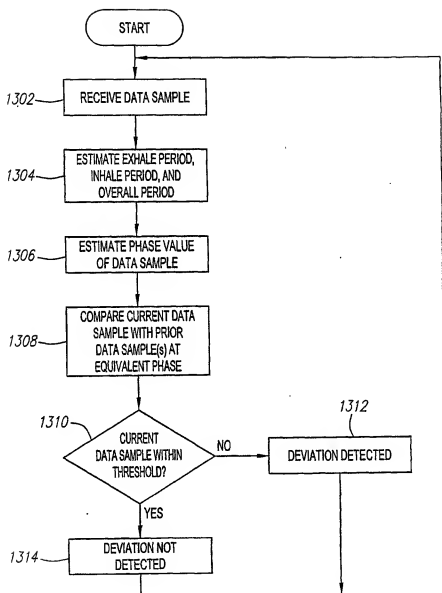 START
1302
RECEIVE DATA SAMPLE
1304
ESTIMATE EXHALE PERIOD,
INHALE PERIOD, AND
OVERALL PERIOD
1306
ESTIMATE PHASE VALUE
OF DATA SAMPLE
1308
COMPARE CURRENT DATA
SAMPLE WITH PRIOR
DATA SAMPLE(S) AT
EQUIVALENT PHASE
1310
CURRENT
DATA SAMPLE WITHIN
THRESHOLD?
NO
1312
DEVIATION DETECTED
YES
1314
DEVIATION NOT
DETECTED